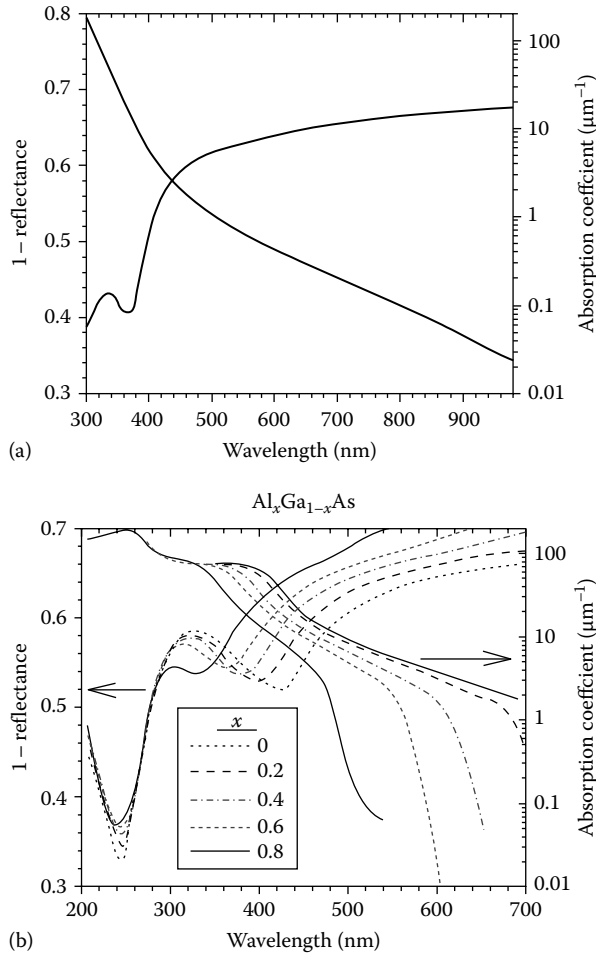 0.8
0.7
0.6
0.5
0.4
0.3
1 – reflectance
100
10
1
0.1
0.01
Absorption coeffcient (μm⁻¹)
300 400 500 600 700 800 900
Wavelength (nm)
(a)
AlₓGa₁₋ₓAs
0.7
0.6
0.5
0.4
0.3
1 – reflectance
x
0
0.2
0.4
0.6
0.8
100
10
1
0.1
0.01
Absorption coeffcient (μm⁻¹)
200 300 400 500 600 700
Wavelength (nm)
(b)